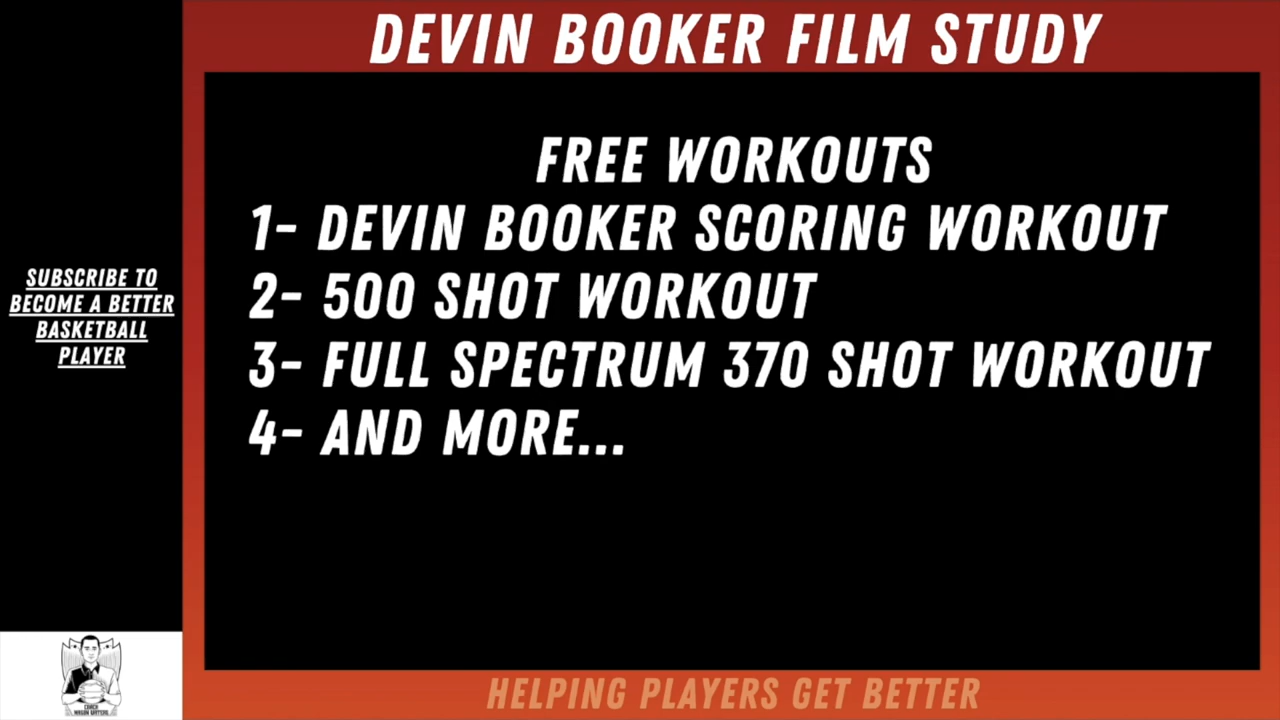 DEVIN BOOKER FILM STUDY
FREE WORKOUTS
1- DEVIN BOOKER SCORING WORKOUT
2- 500 SHOT WORKOUT
3- FULL SPECTRUM 370 SHOT WORKOUT
4- AND MORE...
SUBSCRIBE TO
BECOME A BETTER
BASKETBALL
PLAYER
COACH
HELPING PLAYERS GET BETTER